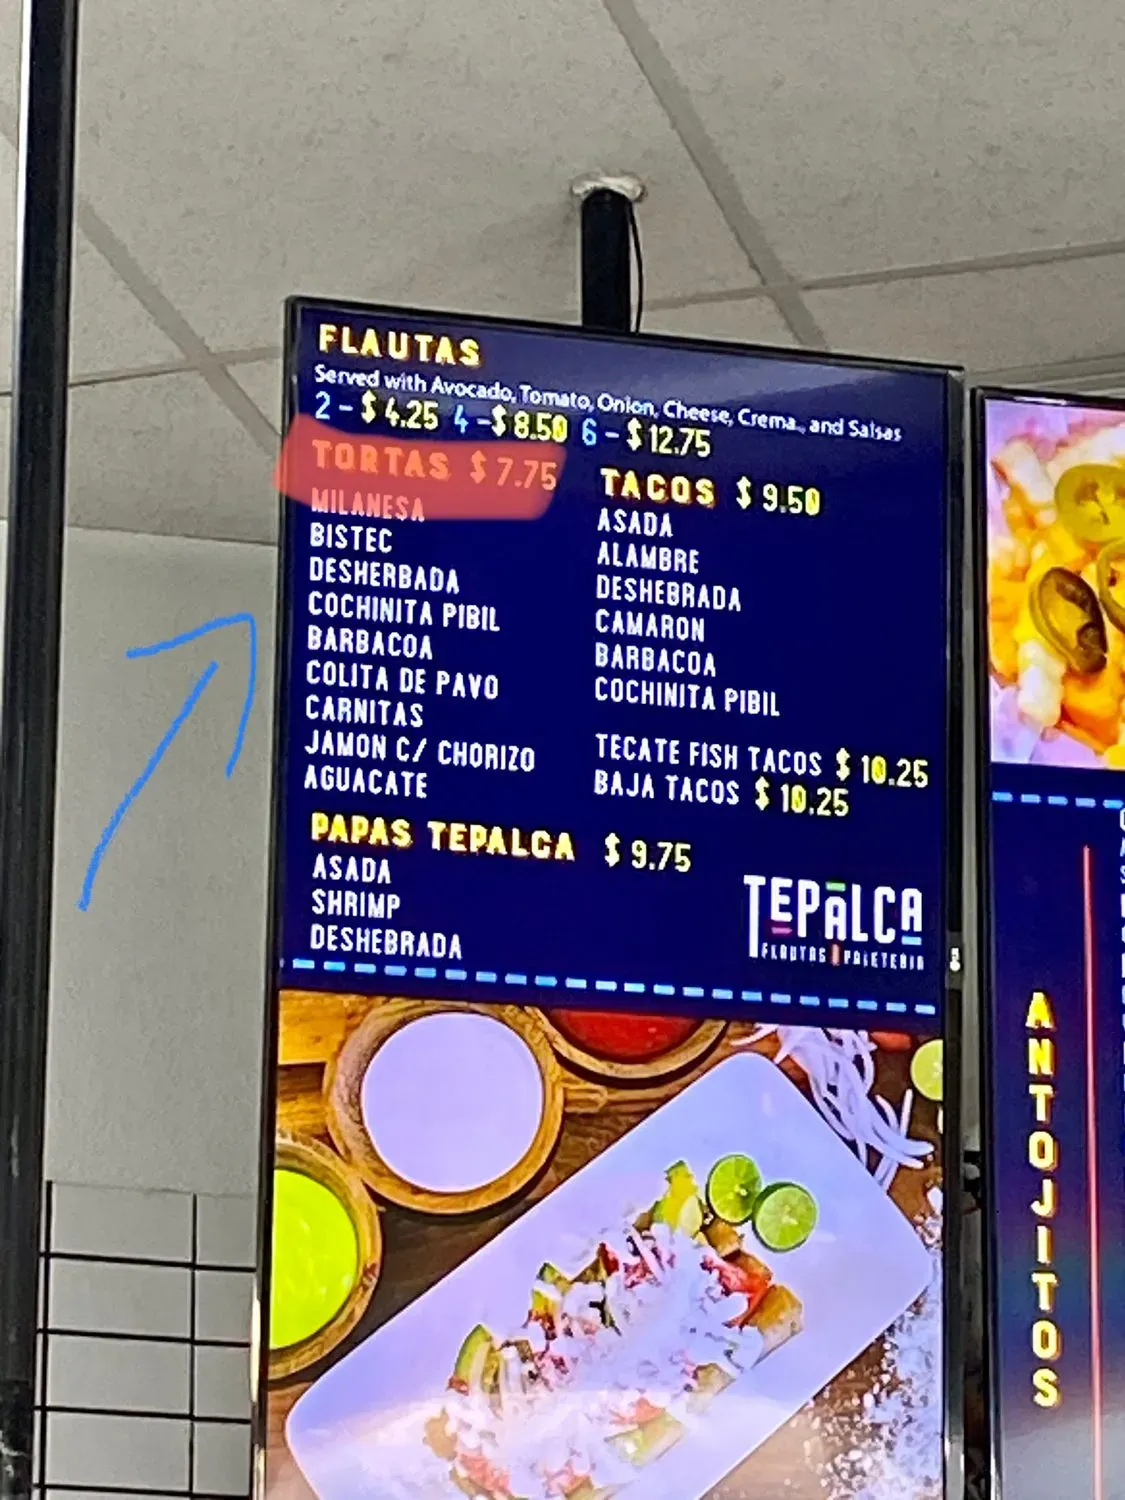 FLAUTAS
Served with Avocado, Tomato, Onion, Cheese, Crema., and Salsas
2 - $ 4.25 4 -$ 8.50 6 - $ 12.75
TORTAS $ 7.75
MILANESA
BISTEC
DESHERBADA
COCHINITA PIBIL
BARBACOA
COLITA DE PAVO
CARNITAS
JAMON C/ CHORIZO
AGUACATE
TACOS $ 9.50
ASADA
ALAMBRE
DESHEBRADA
CAMARON
BARBACOA
COCHINITA PIBIL
TECATE FISH TACOS $ 10.25
BAJA TACOS $ 10.25
PAPAS TEPALCA $ 9.75
ASADA
SHRIMP
DESHEBRADA
TEPALCA
FLAUTAS PALETERIA
ANTOJITOS